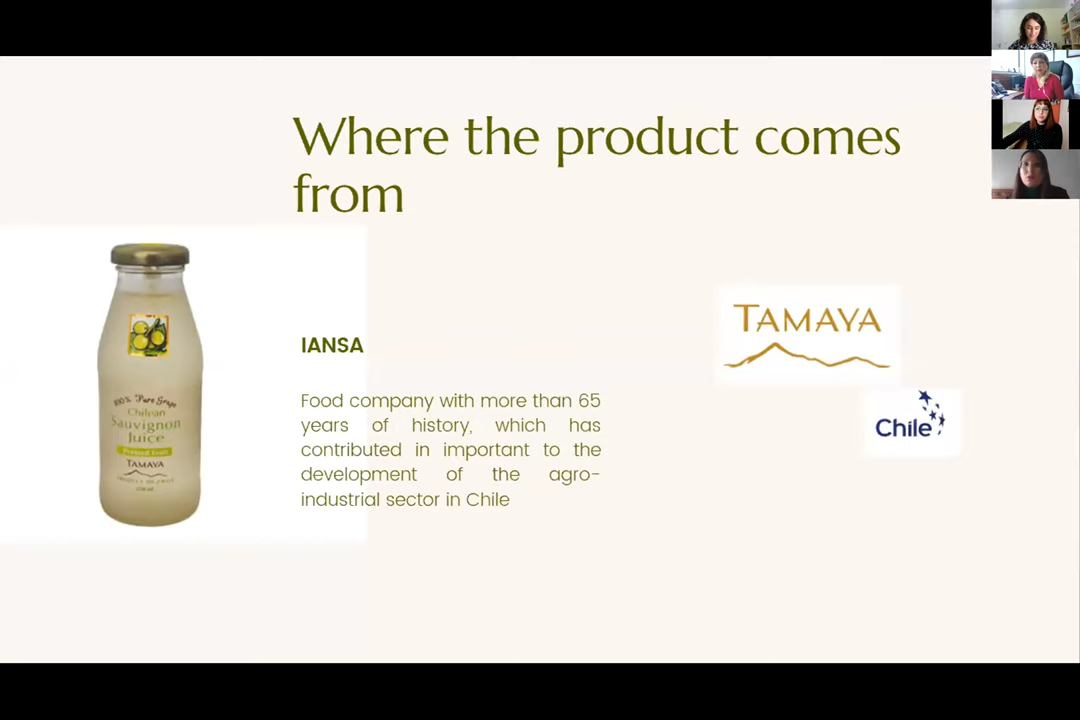 Where the product comes
from
IANSA
Food company with more than 65
years of history, which has
contributed in important to the
development of the agro-
industrial sector in Chile
TAMAYA
Chile
100% Pure Grape
Chilean
Sauvignon
Juice
Pressed Fruit
TAMAYA